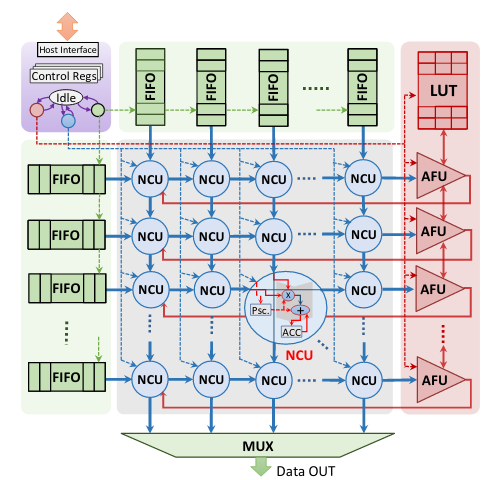 Host Interface
Control Regs
Idle
FIFO
FIFO
FIFO
FIFO
LUT
FIFO
NCU
NCU
NCU
NCU
AFU
FIFO
NCU
NCU
NCU
NCU
AFU
FIFO
NCU
NCU
X
Psc.
+
ACC
NCU
NCU
AFU
FIFO
NCU
NCU
NCU
NCU
AFU
MUX
Data OUT